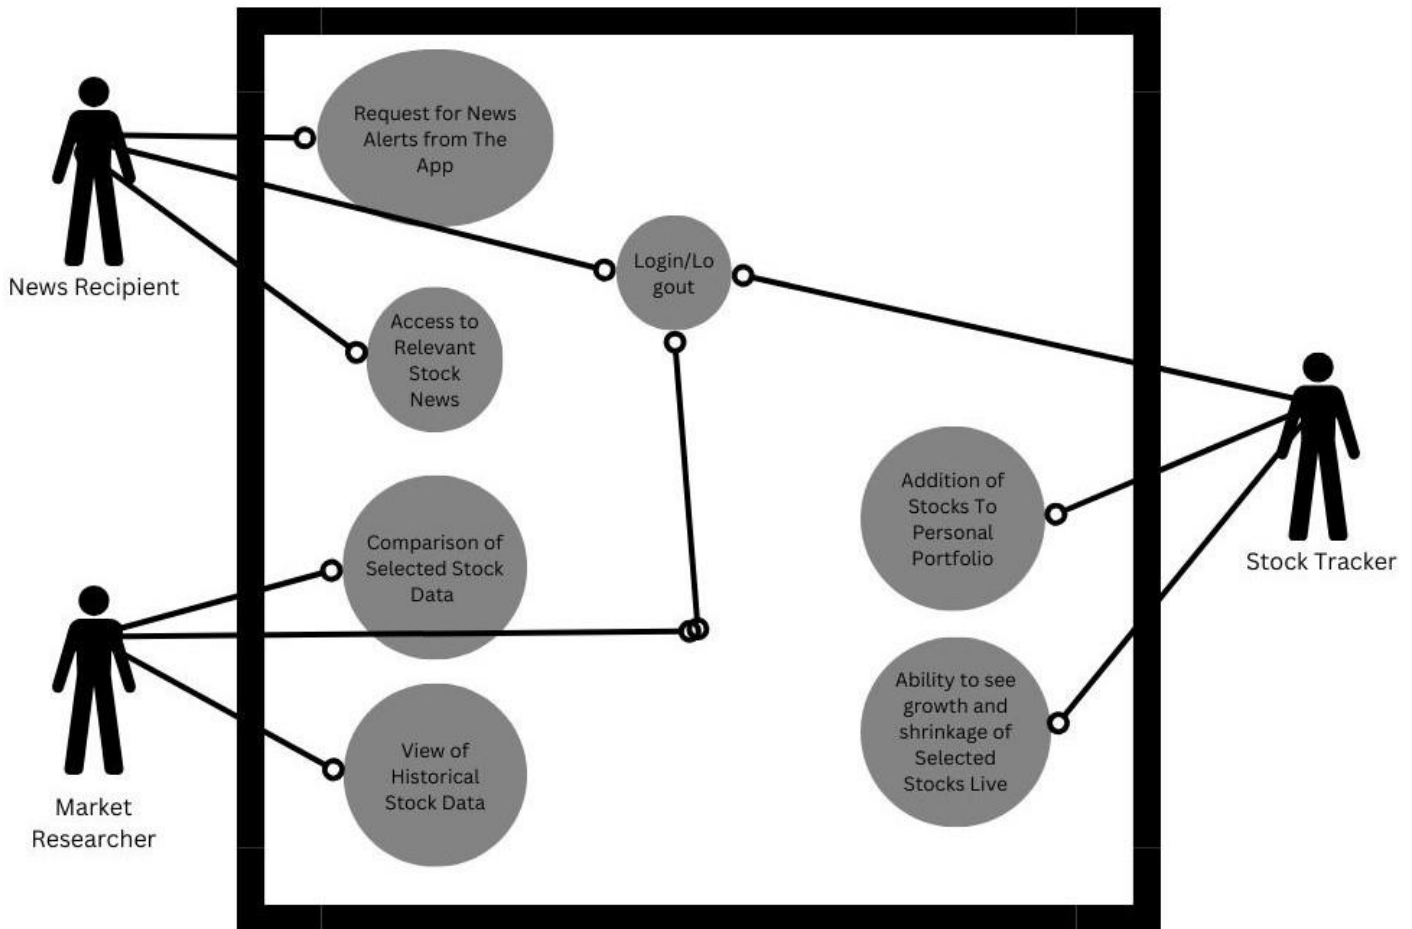 Request for News
Alerts from The
App
News Recipient
Login/Lo
gout
Access to
Relevant
Stock
News
Addition of
Stocks To
Personal
Portfolio
Stock Tracker
Comparison of
Selected Stock
Data
Ability to see
growth and
shrinkage of
Selected
Stocks Live
View of
Historical
Stock Data
Market
Researcher